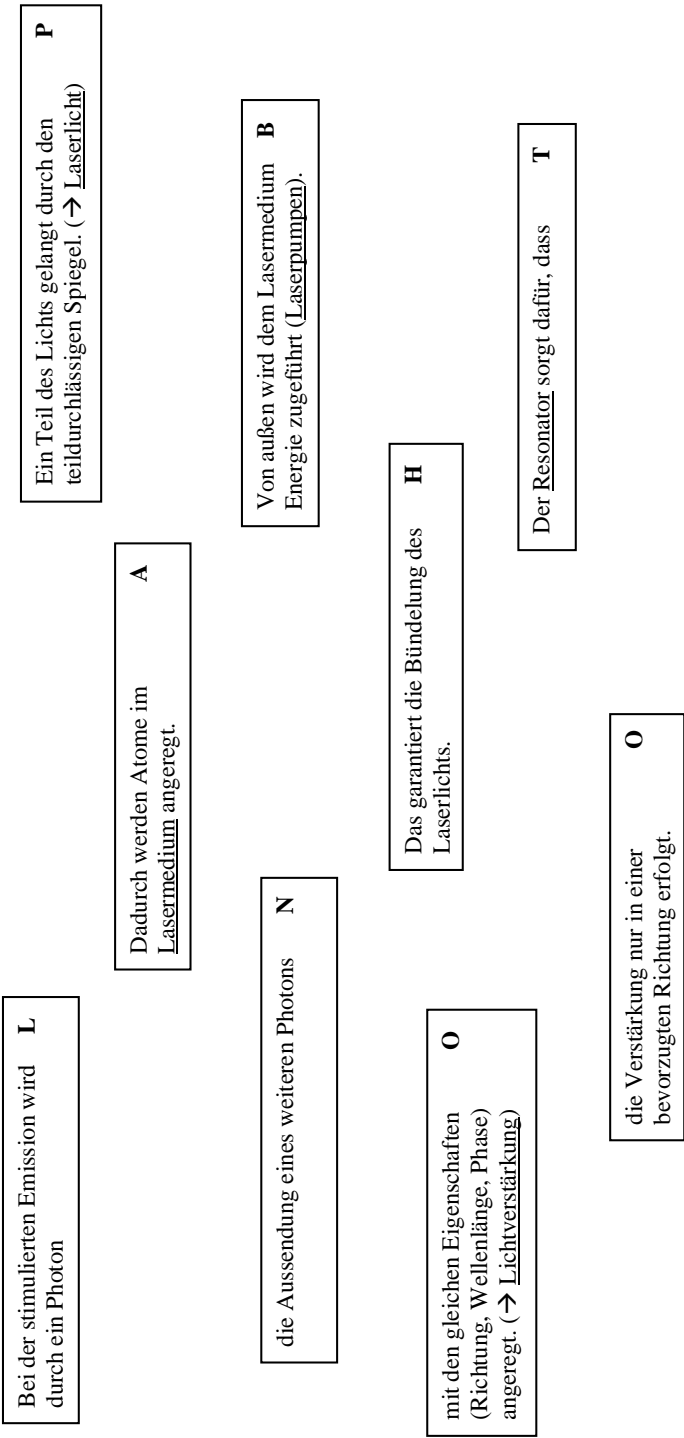 Bei der stimulierten Emission wird L
durch ein Photon
Dadurch werden Atome im A
Lasermedium angeregt.
Ein Teil des Lichts gelangt durch den P
teildurchlässigen Spiegel. (→ Laserlicht)
die Aussendung eines weiteren Photons N
Von außen wird dem Lasermedium B
Energie zugeführt (Laserpumpen).
mit den gleichen Eigenschaften O
(Richtung, Wellenlänge, Phase)
angeregt. (→ Lichtverstärkung)
Das garantiert die Bündelung des H
Laserlichts.
Der Resonator sorgt dafür, dass T
die Verstärkung nur in einer O
bevorzugten Richtung erfolgt.